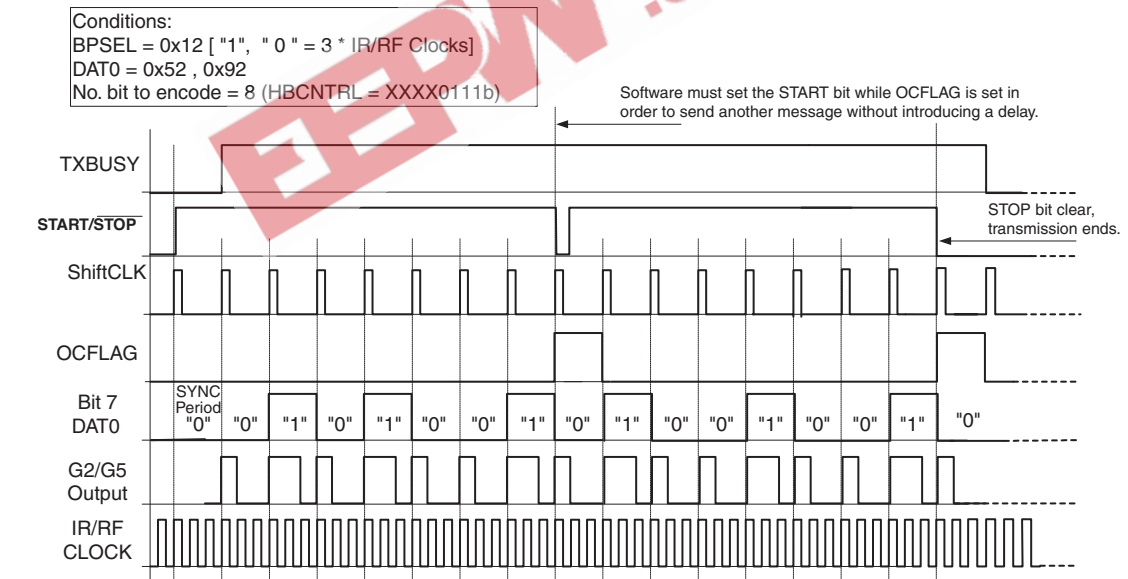 Conditions:
BPSEL = 0x12 [ "1", " 0 " = 3 * IR/RF Clocks]
DAT0 = 0x52 , 0x92
No. bit to encode = 8 (HBCNTRL = XXXX0111b)
EEPW
Software must set the START bit while OCFLAG is set in
order to send another message without introducing a delay.
TXBUSY
START/STOP
STOP bit clear,
transmission ends.
ShiftCLK
OCFLAG
Bit 7
DAT0
SYNC
Period
"0" "0" "1" "0" "1" "0" "0" "1" "0" "1" "0" "0" "1" "0" "0" "1" "0"
G2/G5
Output
IR/RF
CLOCK